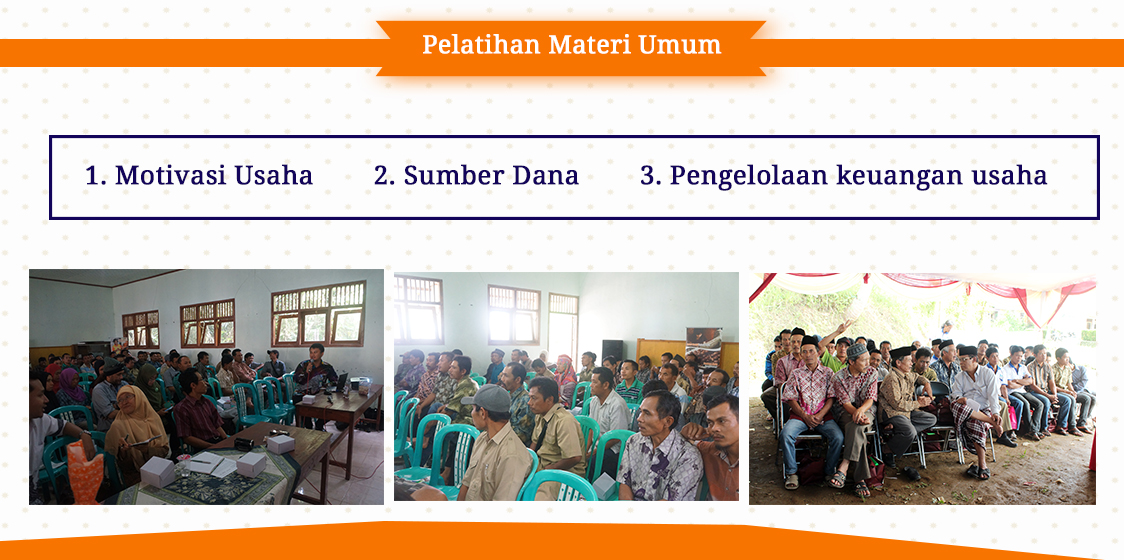 Pelatihan Materi Umum
1. Motivasi Usaha 2. Sumber Dana 3. Pengelolaan keuangan usaha